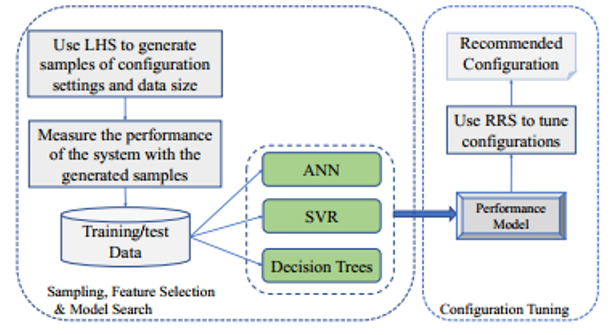 Use LHS to generate
samples of configuration
settings and data size
Measure the performance
of the system with the
generated samples
Training/test
Data
ANN
SVR
Decision Trees
Sampling, Feature Selection
& Model Search
Recommended
Configuration
Use RRS to tune
configurations
Performance
Model
Configuration Tuning